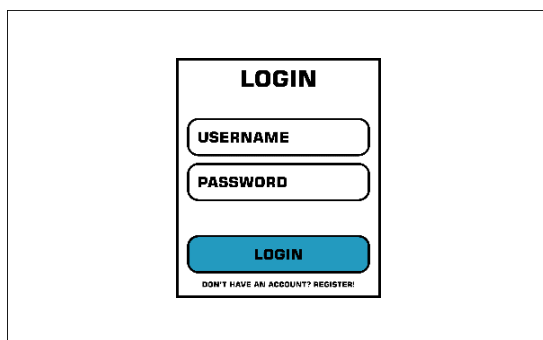 LOGIN
USERNAME
PASSWORD
LOGIN
DON'T HAVE AN ACCOUNT? REGISTER!